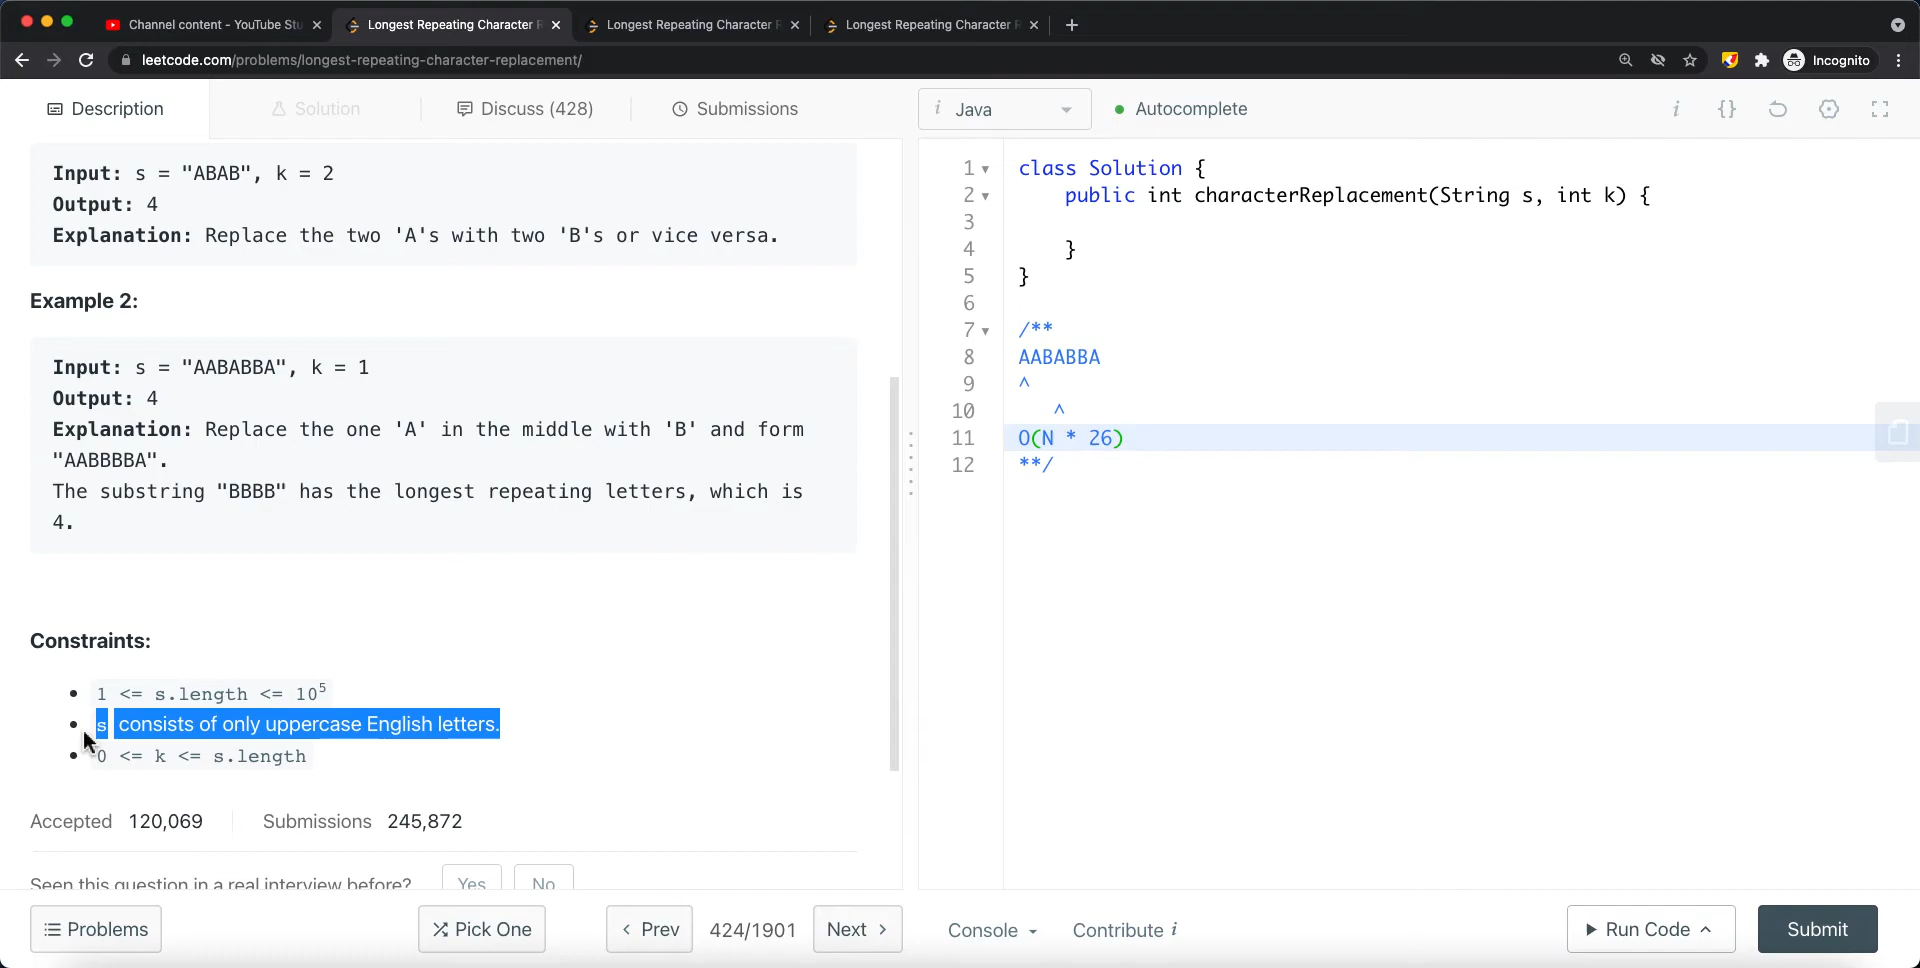 Channel content - YouTube Stu
Longest Repeating Character R
Longest Repeating Character R
Longest Repeating Character R
leetcode.com/problems/longest-repeating-character-replacement/
Incognito
Description
Solution
Discuss (428)
Submissions
i Java
Autocomplete
i {}
Input: s = "ABAB", k = 2
Output: 4
Explanation: Replace the two 'A's with two 'B's or vice versa.
Example 2:
Input: s = "AABABBA", k = 1
Output: 4
Explanation: Replace the one 'A' in the middle with 'B' and form
"AABBBBA".
The substring "BBBB" has the longest repeating letters, which is
4.
Constraints:
1 <= s.length <= 10⁵
s consists of only uppercase English letters.
0 <= k <= s.length
Accepted 120,069 Submissions 245,872
Seen this question in a real interview before? Yes No
1 class Solution {
2 public int characterReplacement(String s, int k) {
3
4 }
5 }
6
7 /**
8 AABABBA
9 ^
10 ^
11 O(N * 26)
12 **/
Problems
Pick One
< Prev
424/1901
Next >
Console
Contribute i
Run Code
Submit